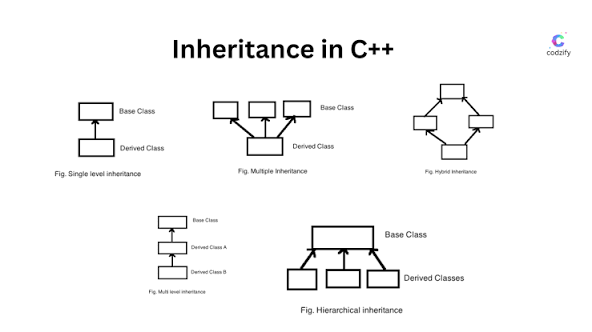 Inheritance in C++
codzify
Base Class
Derived Class
Fig. Single level inheritance
Base Class
Derived Class
Fig. Multiple Inheritance
Fig. Hybrid Inheritance
Base Class
Derived Class A
Derived Class B
Fig. Multi level inheritance
Base Class
Derived Classes
Fig. Hierarchical inheritance